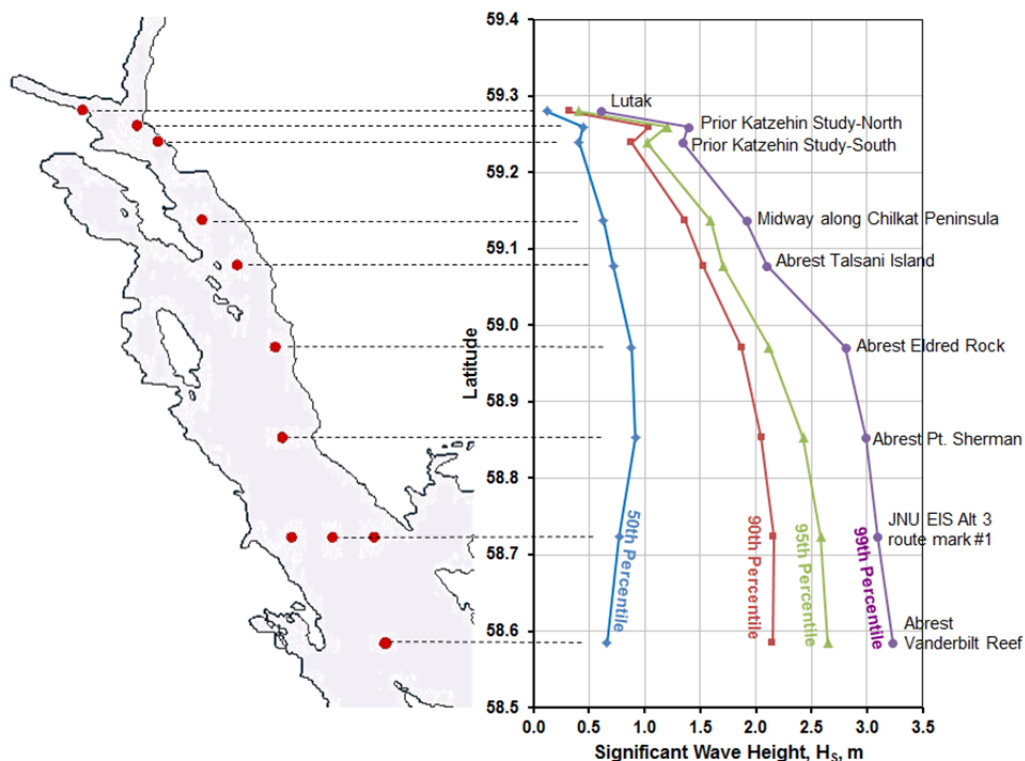 59.4
59.3
59.2
59.1
59.0
58.9
58.8
58.7
58.6
58.5
Latitude
Lutak
Prior Katzehin Study-North
Prior Katzehin Study-South
Midway along Chilkat Peninsula
Abrest Talsani Island
Abrest Eldred Rock
Abrest Pt. Sherman
JNU EIS Alt 3
route mark #1
Abrest
Vanderbilt Reef
50th Percentile
90th Percentile
95th Percentile
99th Percentile
0.0 0.5 1.0 1.5 2.0 2.5 3.0 3.5
Significant Wave Height, HS, m